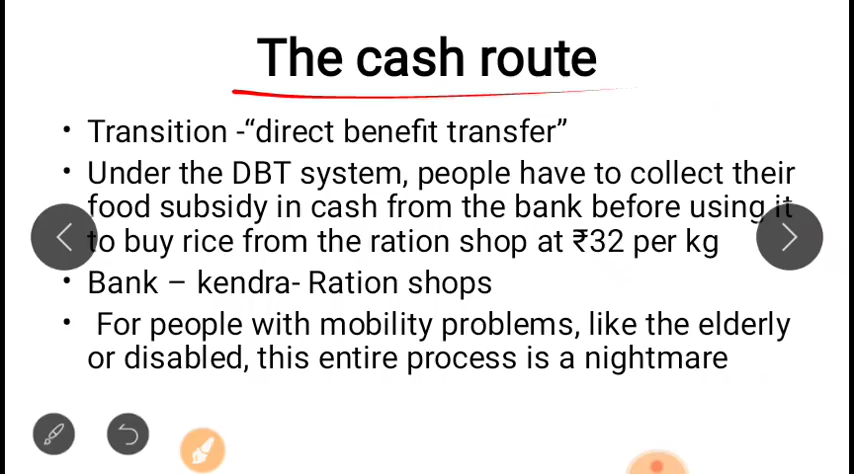 The cash route
• Transition -“direct benefit transfer”
• Under the DBT system, people have to collect their
food subsidy in cash from the bank before using it
to buy rice from the ration shop at ₹32 per kg
• Bank – kendra- Ration shops
• For people with mobility problems, like the elderly
or disabled, this entire process is a nightmare